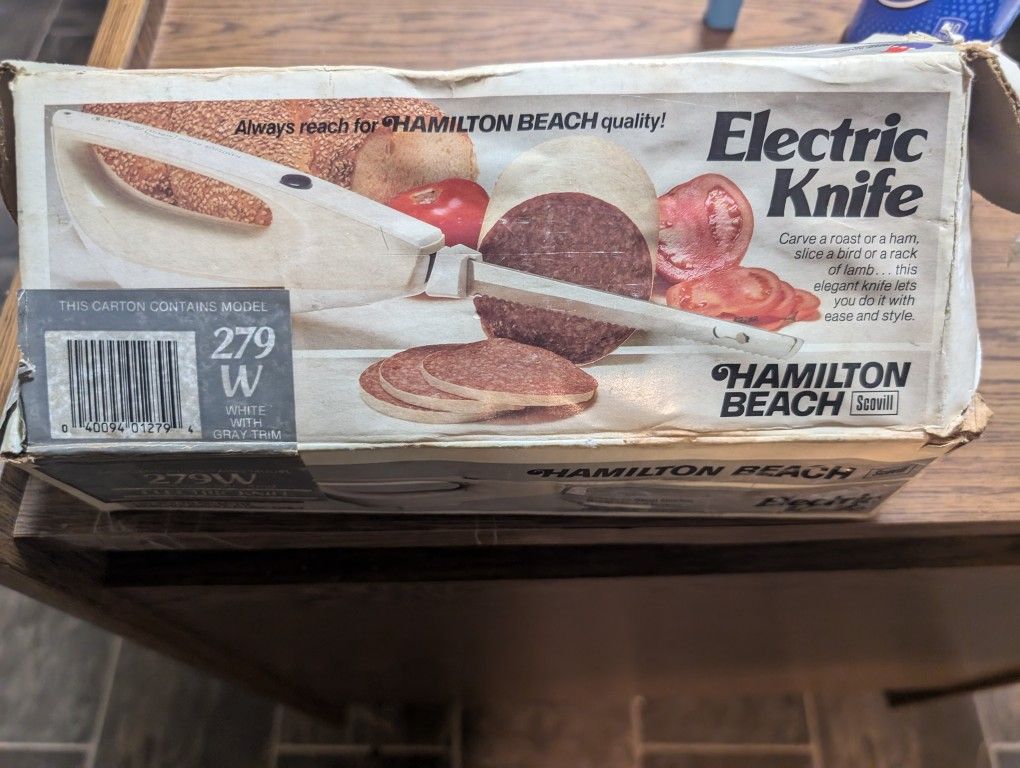 Always reach for HAMILTON BEACH quality!
Electric
Knife
Carve a roast or a ham,
slice a bird or a rack
of lamb... this
elegant knife lets
you do it with
ease and style.
HAMILTON
BEACH Scovill
THIS CARTON CONTAINS MODEL
279
W
WHITE
WITH
GRAY TRIM
0 40094 01279 4
279W
HAMILTON BEACH
Electric